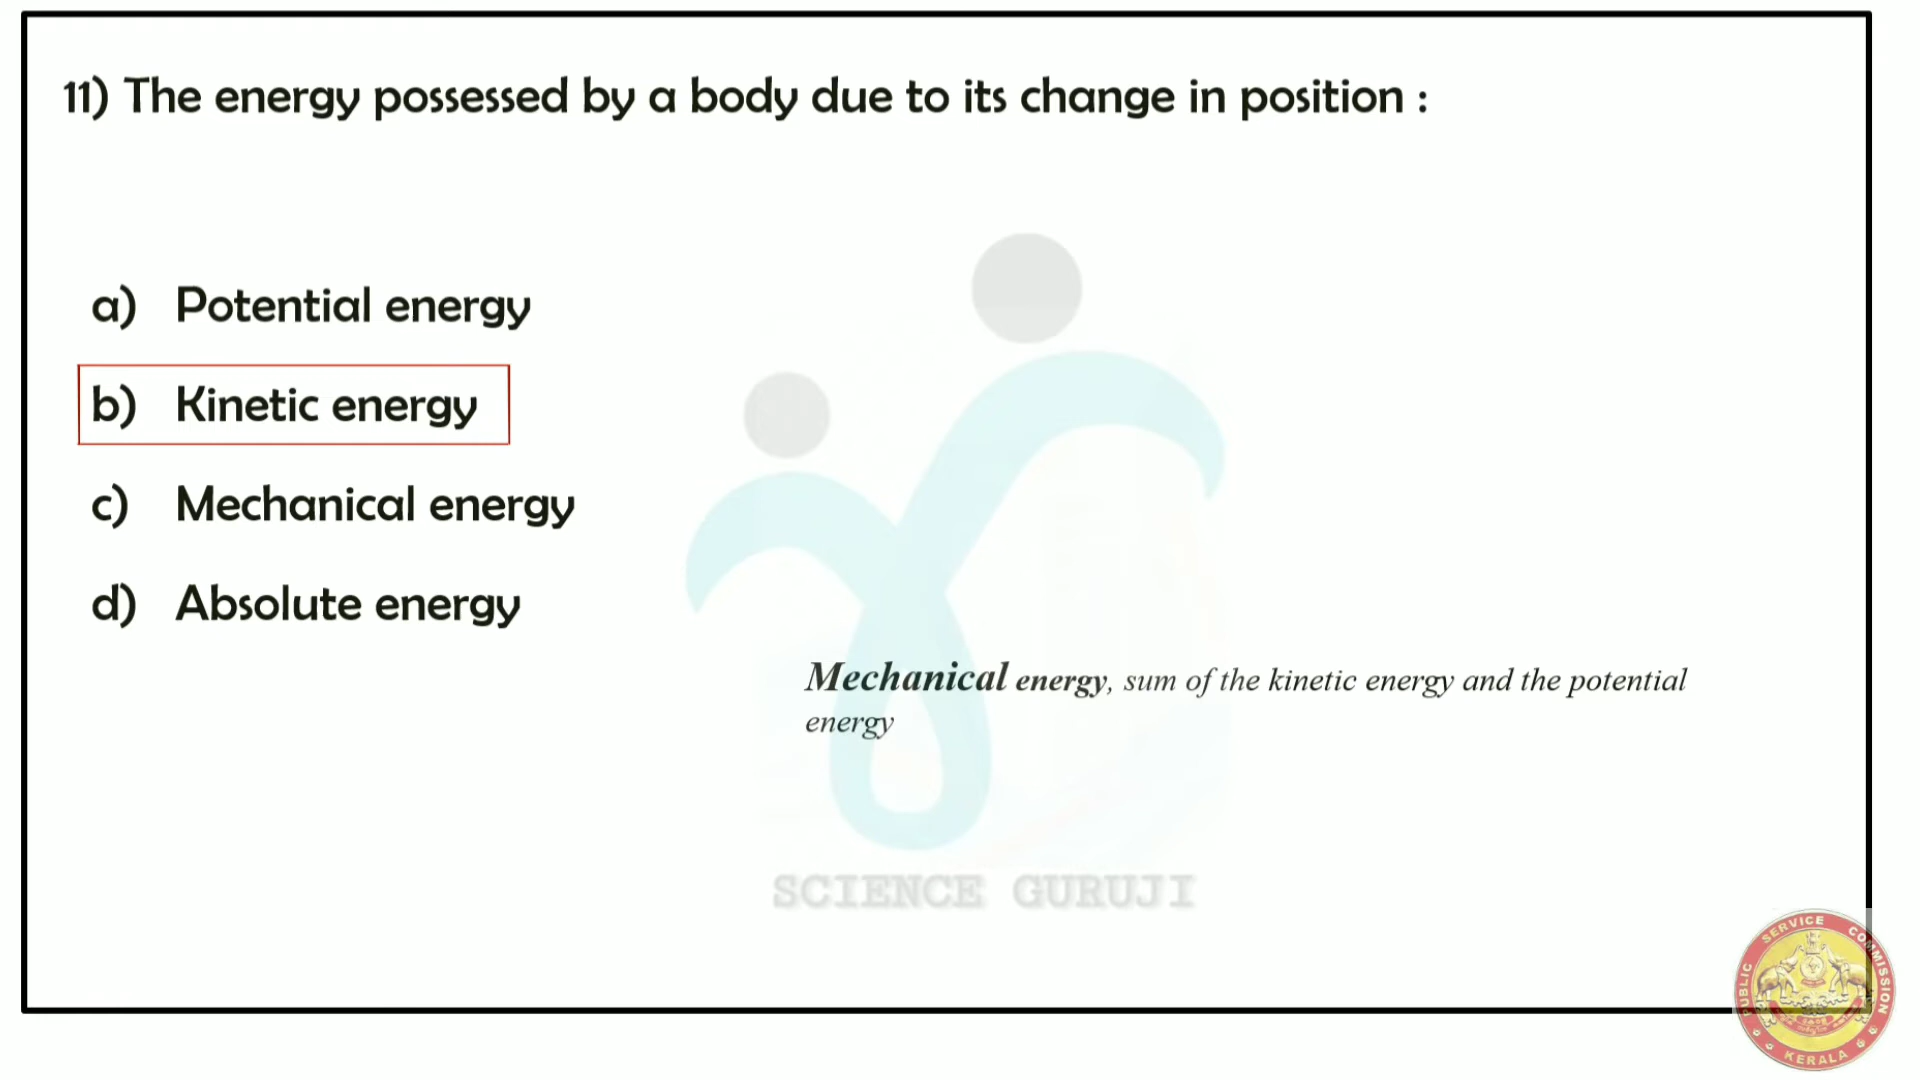 11) The energy possessed by a body due to its change in position :
a) Potential energy
b) Kinetic energy
c) Mechanical energy
d) Absolute energy
Mechanical energy, sum of the kinetic energy and the potential
energy
SCIENCE GURUJI
PUBLIC SERVICE COMMISSION
KERALA